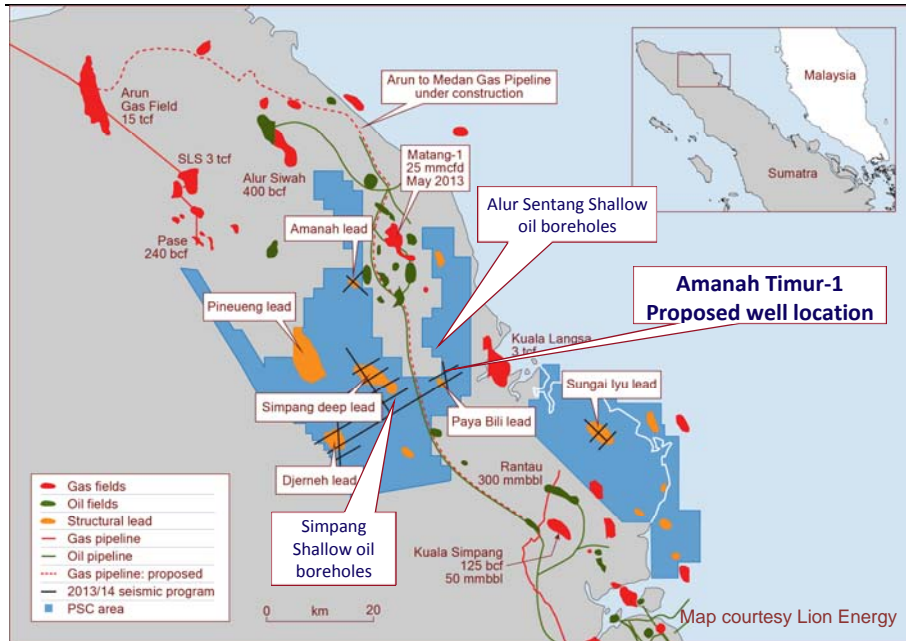 Arun to Medan Gas Pipeline
under construction
Malaysia
Sumatra
Arun
Gas Field
15 tcf
SLS 3 tcf
Alur Siwah
400 bcf
Matang-1
25 mmcfd
May 2013
Alur Sentang Shallow
oil boreholes
Pase
240 bcf
Amanah lead
Amanah Timur-1
Proposed well location
Pineueng lead
Kuala Langsa
3 tcf
Simpang deep lead
Paya Bili lead
Sungai Iyu lead
Djerneh lead
Rantau
300 mmbbl
Simpang
Shallow oil
boreholes
Kuala Simpang
125 bcf
50 mmbbl
Gas fields
Oil fields
Structural lead
Gas pipeline
Oil pipeline
Gas pipeline: proposed
2013/14 seismic program
PSC area
0 20
km
Map courtesy Lion Energy